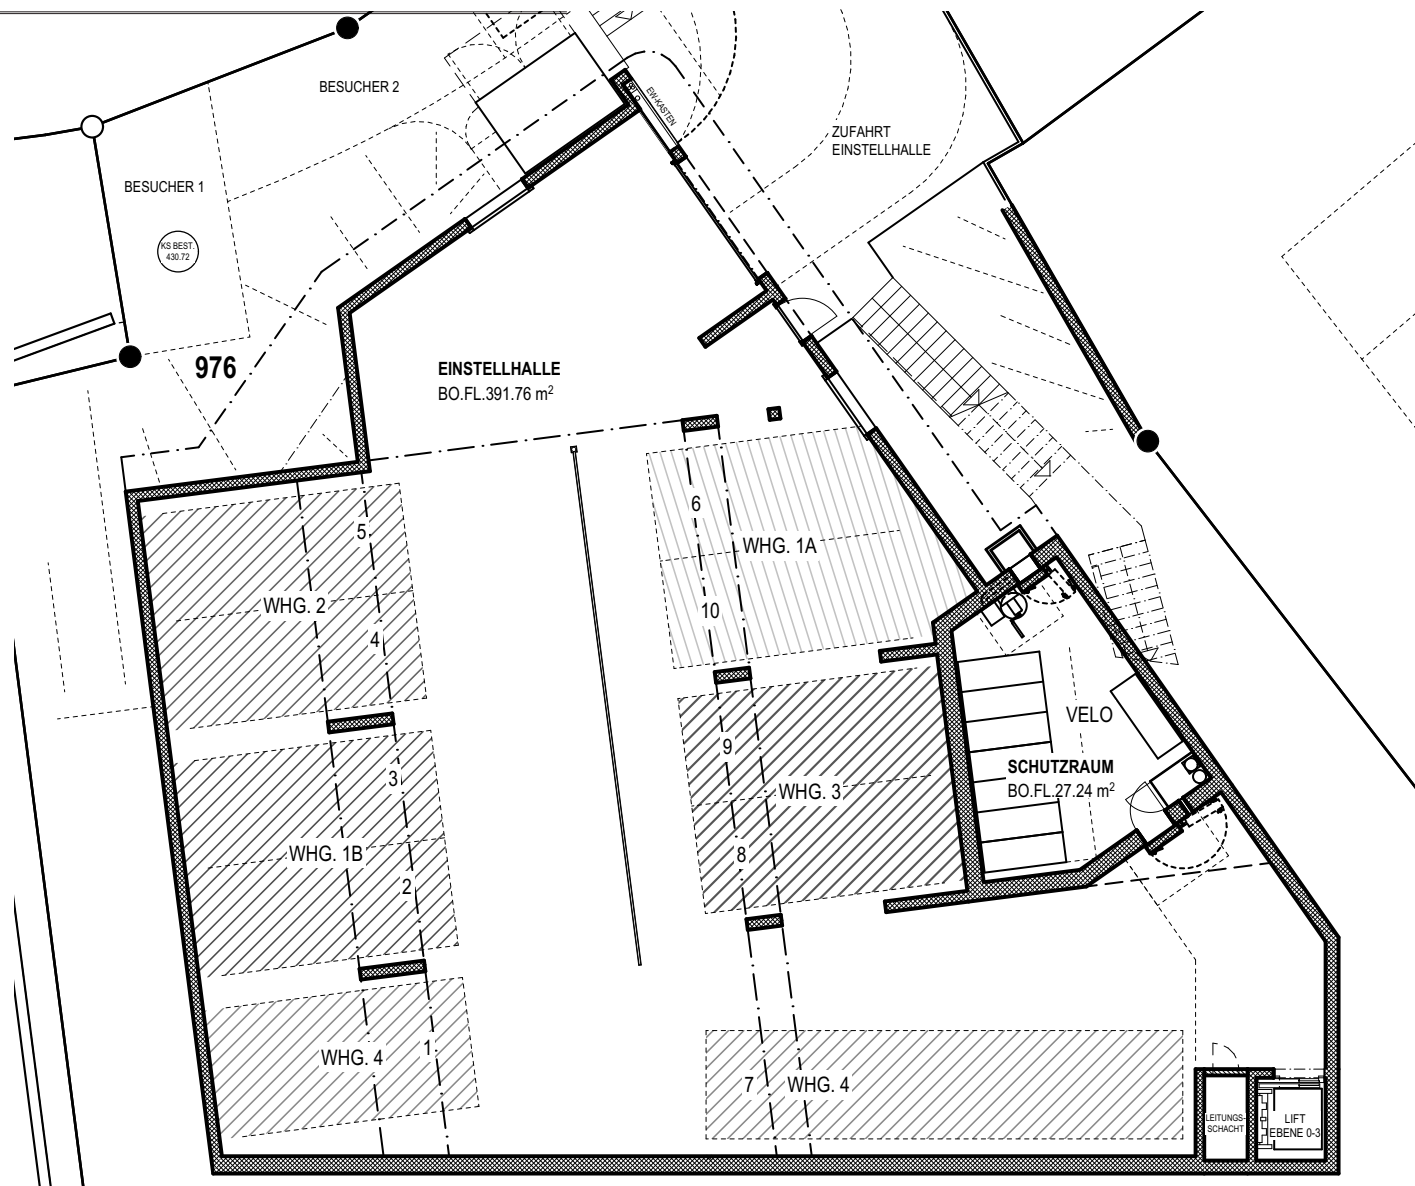 BESUCHER 2
EW-KASTEN
ZUFAHRT
EINSTELLHALLE
BESUCHER 1
KS BEST.
430.72
976
EINSTELLHALLE
BO.FL.391.76 m²
5
6
WHG. 1A
WHG. 2
10
4
VELO
9
3
SCHUTZRAUM
BO.FL.27.24 m²
WHG. 3
WHG. 1B
8
2
WHG. 4
1
7
WHG. 4
LEITUNGS-
SCHACHT
LIFT
EBENE 0-3